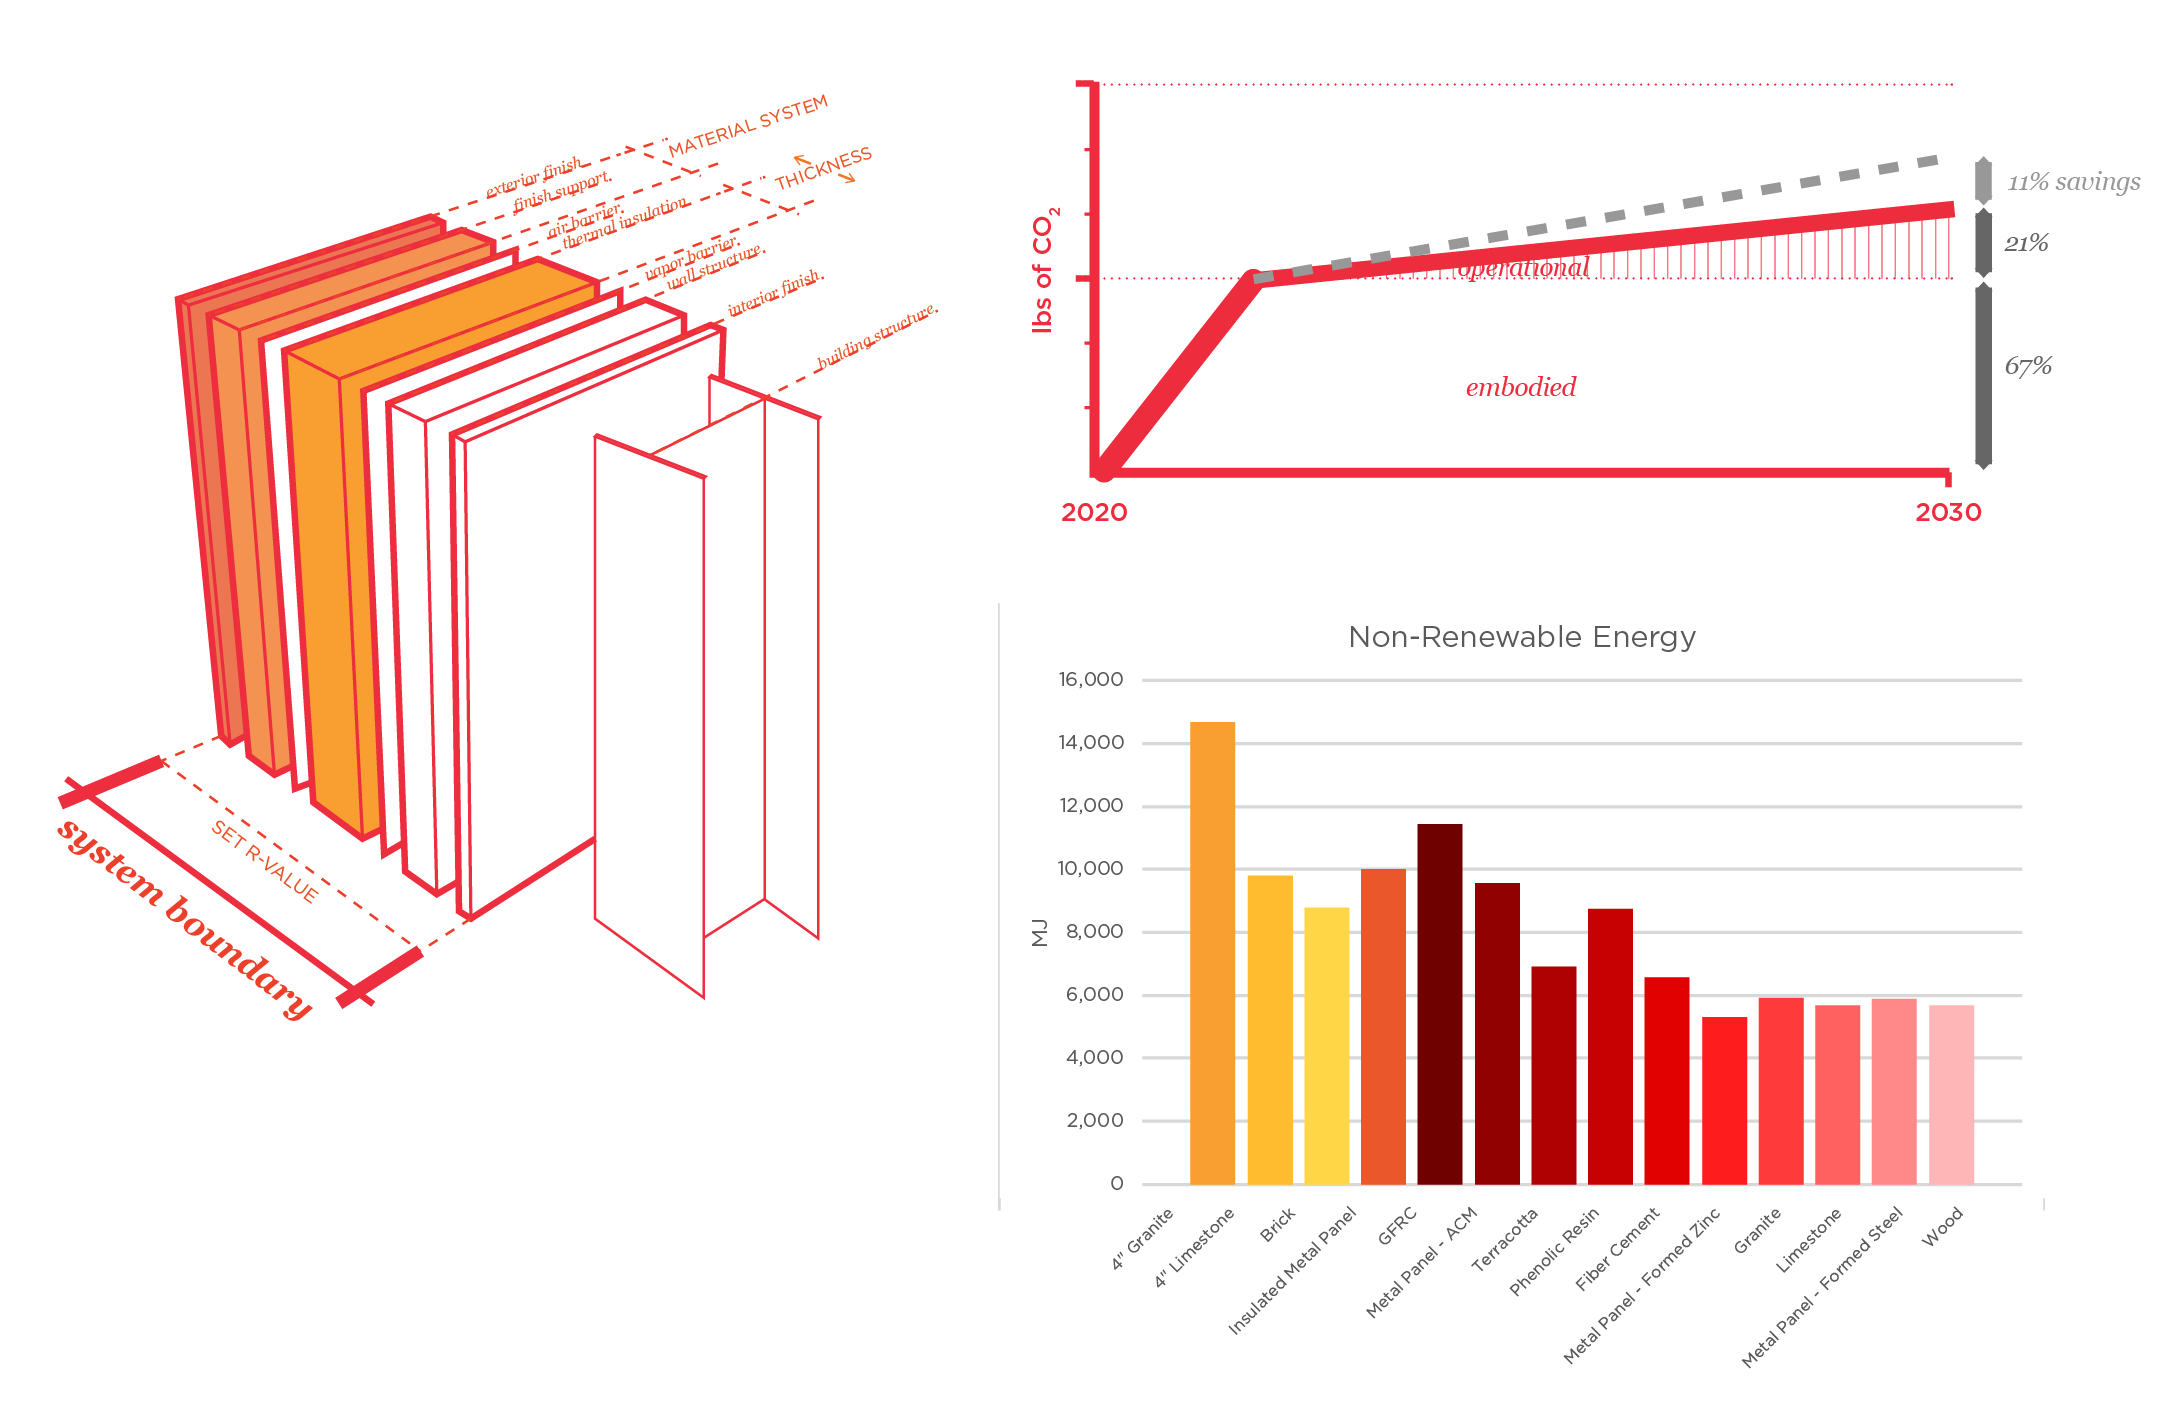 MATERIAL SYSTEM
THICKNESS
exterior finish.
finish support.
air barrier.
thermal insulation
vapor barrier.
wall structure.
interior finish.
building structure.
SET R-VALUE
system boundary
lbs of CO2
11% savings
21%
operational
67%
embodied
2020
2030
Non-Renewable Energy
16,000
14,000
12,000
10,000
8,000
6,000
4,000
2,000
0
MJ
4" Granite
4" Limestone
Brick
Insulated Metal Panel
GFRC
Metal Panel - ACM
Terracotta
Phenolic Resin
Fiber Cement
Metal Panel - Formed Zinc
Granite
Limestone
Metal Panel - Formed Steel
Wood